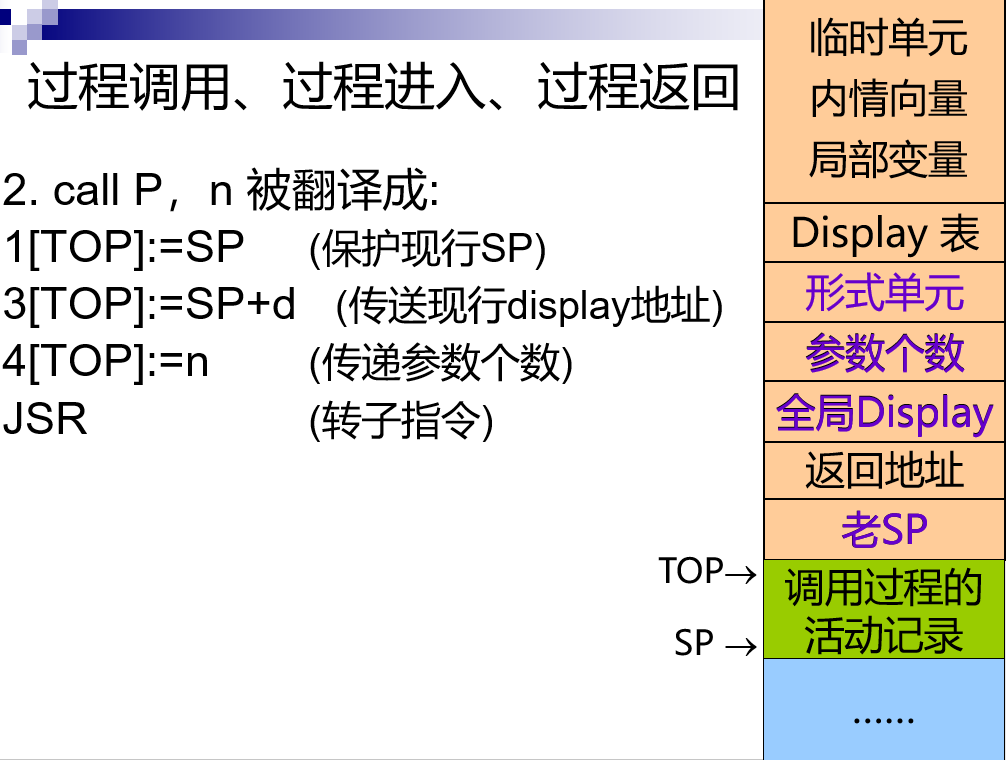 过程调用、过程进入、过程返回
2. call P，n 被翻译成:
1[TOP]:=SP (保护现行SP)
3[TOP]:=SP+d (传送现行display地址)
4[TOP]:=n (传递参数个数)
JSR (转子指令)
TOP→
SP →
临时单元
内情向量
局部变量
Display 表
形式单元
参数个数
全局Display
返回地址
老SP
调用过程的
活动记录
……